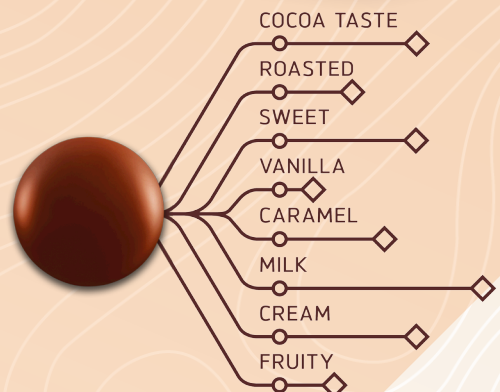 COCOA TASTE
ROASTED
SWEET
VANILLA
CARAMEL
MILK
CREAM
FRUITY